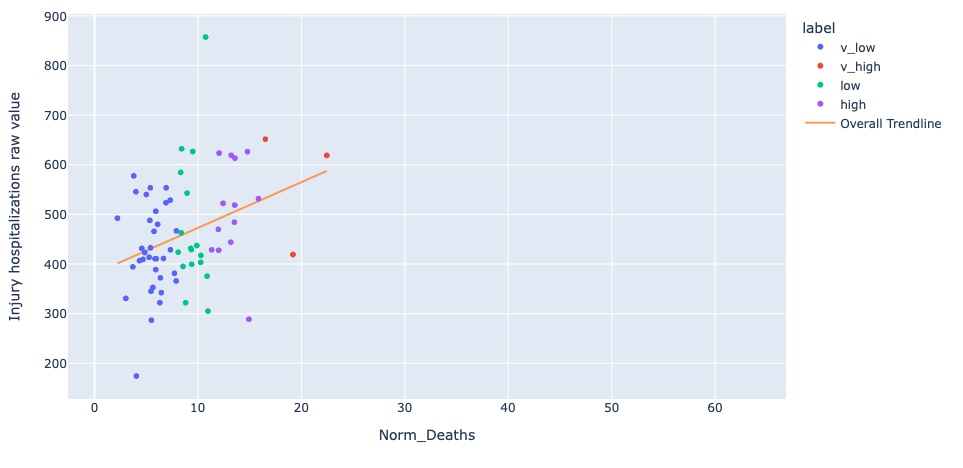 900
800
700
600
500
400
300
200
Injury hospitalizations raw value
0 10 20 30 40 50 60
Norm_Deaths
label
v_low
v_high
low
high
Overall Trendline